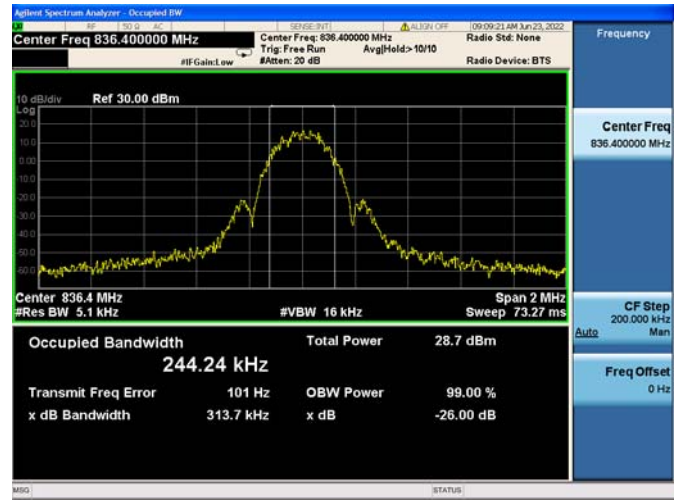 Agilent Spectrum Analyzer - Occupied BW
RF 50 Ω AC SENSE:INT ALIGN OFF 09:09:21 AM Jun 23, 2022
Center Freq 836.400000 MHz Center Freq: 836.400000 MHz Radio Std: None Frequency
Trig: Free Run Avg|Hold:> 10/10
#IFGain:Low #Atten: 20 dB Radio Device: BTS
10 dB/div Ref 30.00 dBm
Log
20.0
10.0
0.00
-10.0
-20.0
-30.0
-40.0
-50.0
-60.0
Center Freq
836.400000 MHz
Center 836.4 MHz Span 2 MHz
#Res BW 5.1 kHz #VBW 16 kHz Sweep 73.27 ms
CF Step
200.000 kHz
Auto Man
Occupied Bandwidth Total Power 28.7 dBm
244.24 kHz
Transmit Freq Error 101 Hz OBW Power 99.00 %
x dB Bandwidth 313.7 kHz x dB -26.00 dB
Freq Offset
0 Hz
MSG STATUS